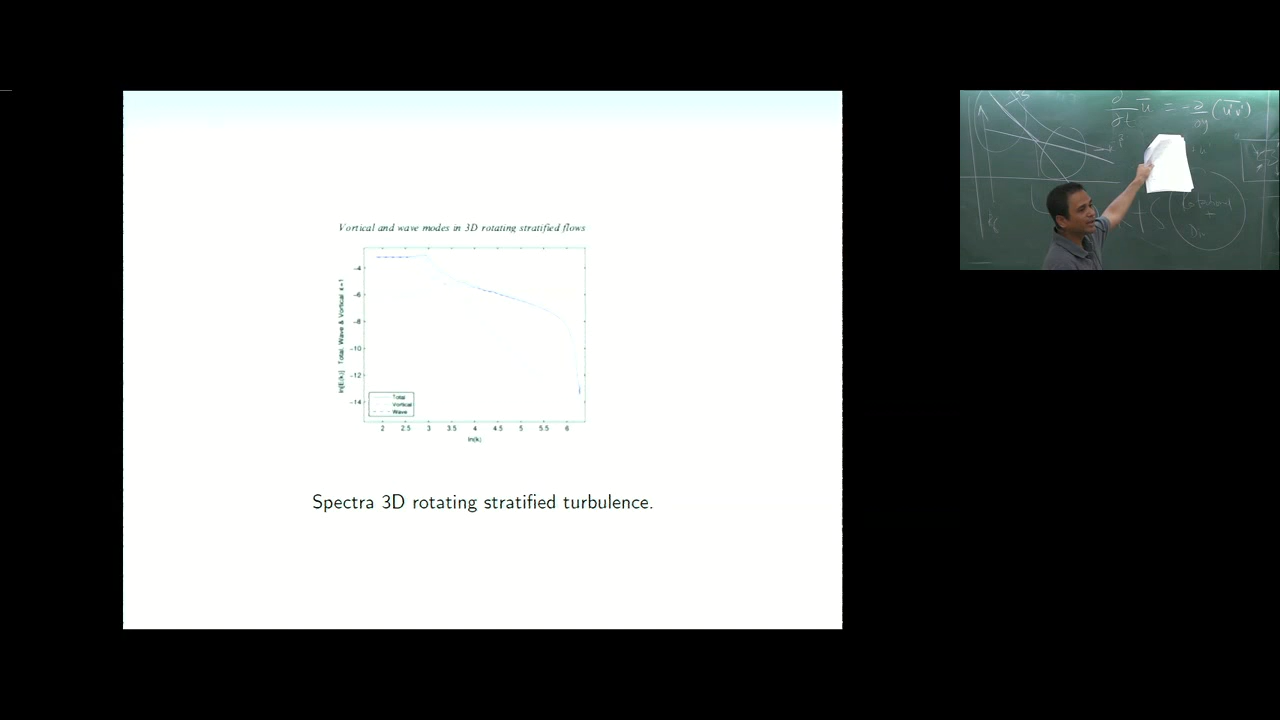 Vortical and wave modes in 3D rotating stratified flows
ln[E(k)] Total, Wave & Vortical ε=1
-4
-6
-8
-10
-12
-14
Total
Vortical
Wave
2 2.5 3 3.5 4 4.5 5 5.5 6
ln(k)
Spectra 3D rotating stratified turbulence.
∂/∂t u̅ = -∂/∂y (u'v')